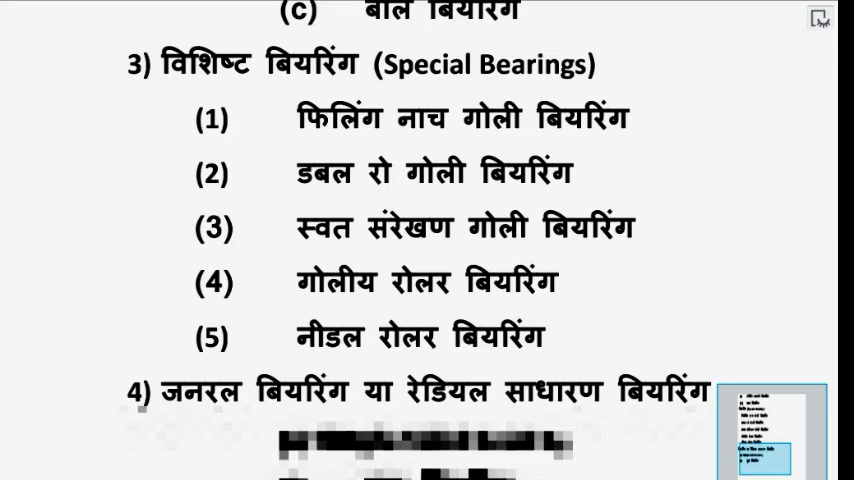 (c) बॉल बियरिंग
3) विशिष्ट बियरिंग (Special Bearings)
(1) फिलिंग नाच गोली बियरिंग
(2) डबल रो गोली बियरिंग
(3) स्वत संरेखण गोली बियरिंग
(4) गोलीय रोलर बियरिंग
(5) नीडल रोलर बियरिंग
4) जनरल बियरिंग या रेडियल साधारण बियरिंग